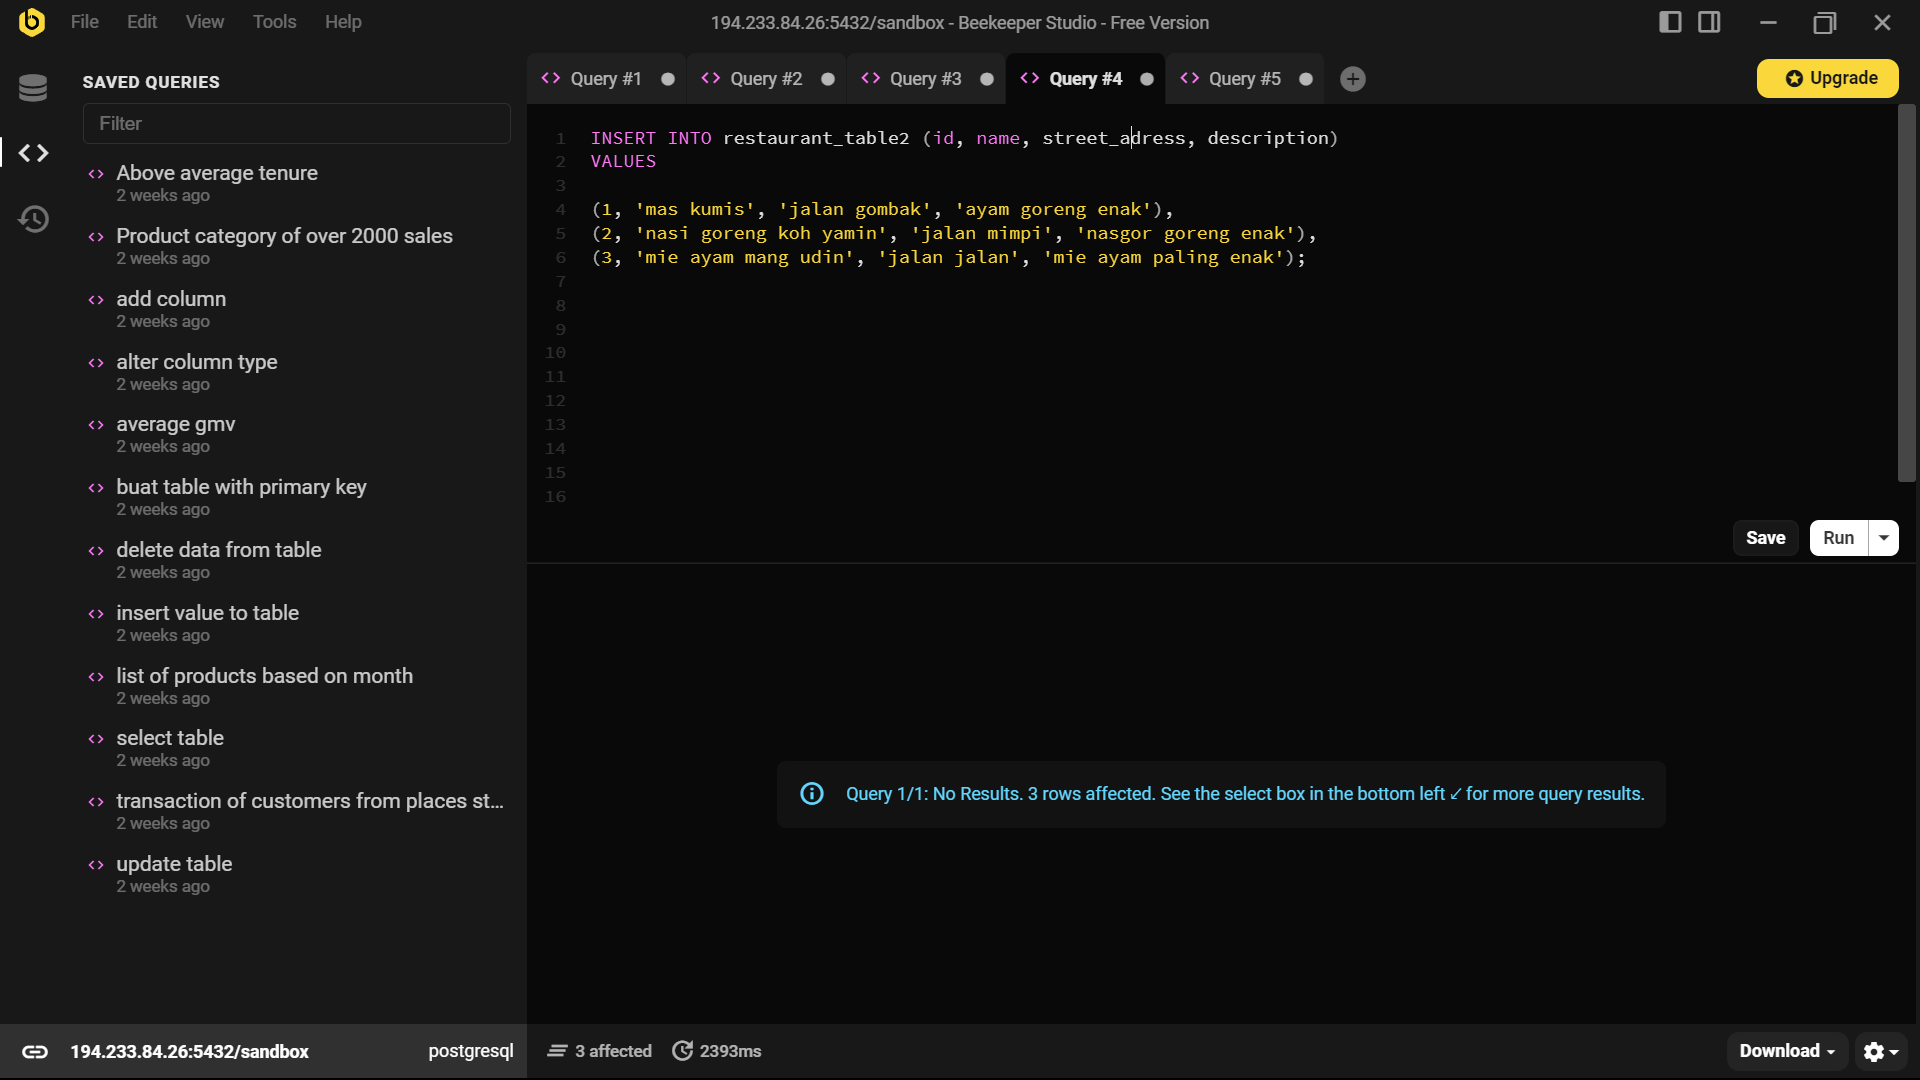 File Edit View Tools Help
194.233.84.26:5432/sandbox - Beekeeper Studio - Free Version
SAVED QUERIES
Filter
Above average tenure
2 weeks ago
Product category of over 2000 sales
2 weeks ago
add column
2 weeks ago
alter column type
2 weeks ago
average gmv
2 weeks ago
buat table with primary key
2 weeks ago
delete data from table
2 weeks ago
insert value to table
2 weeks ago
list of products based on month
2 weeks ago
select table
2 weeks ago
transaction of customers from places st...
2 weeks ago
update table
2 weeks ago
Query #1 Query #2 Query #3 Query #4 Query #5
Upgrade
1 INSERT INTO restaurant_table2 (id, name, street_adress, description)
2 VALUES
3
4 (1, 'mas kumis', 'jalan gombak', 'ayam goreng enak'),
5 (2, 'nasi goreng koh yamin', 'jalan mimpi', 'nasgor goreng enak'),
6 (3, 'mie ayam mang udin', 'jalan jalan', 'mie ayam paling enak');
7
8
9
10
11
12
13
14
15
16
Save Run
Query 1/1: No Results. 3 rows affected. See the select box in the bottom left ↙ for more query results.
194.233.84.26:5432/sandbox postgresql
3 affected 2393ms
Download